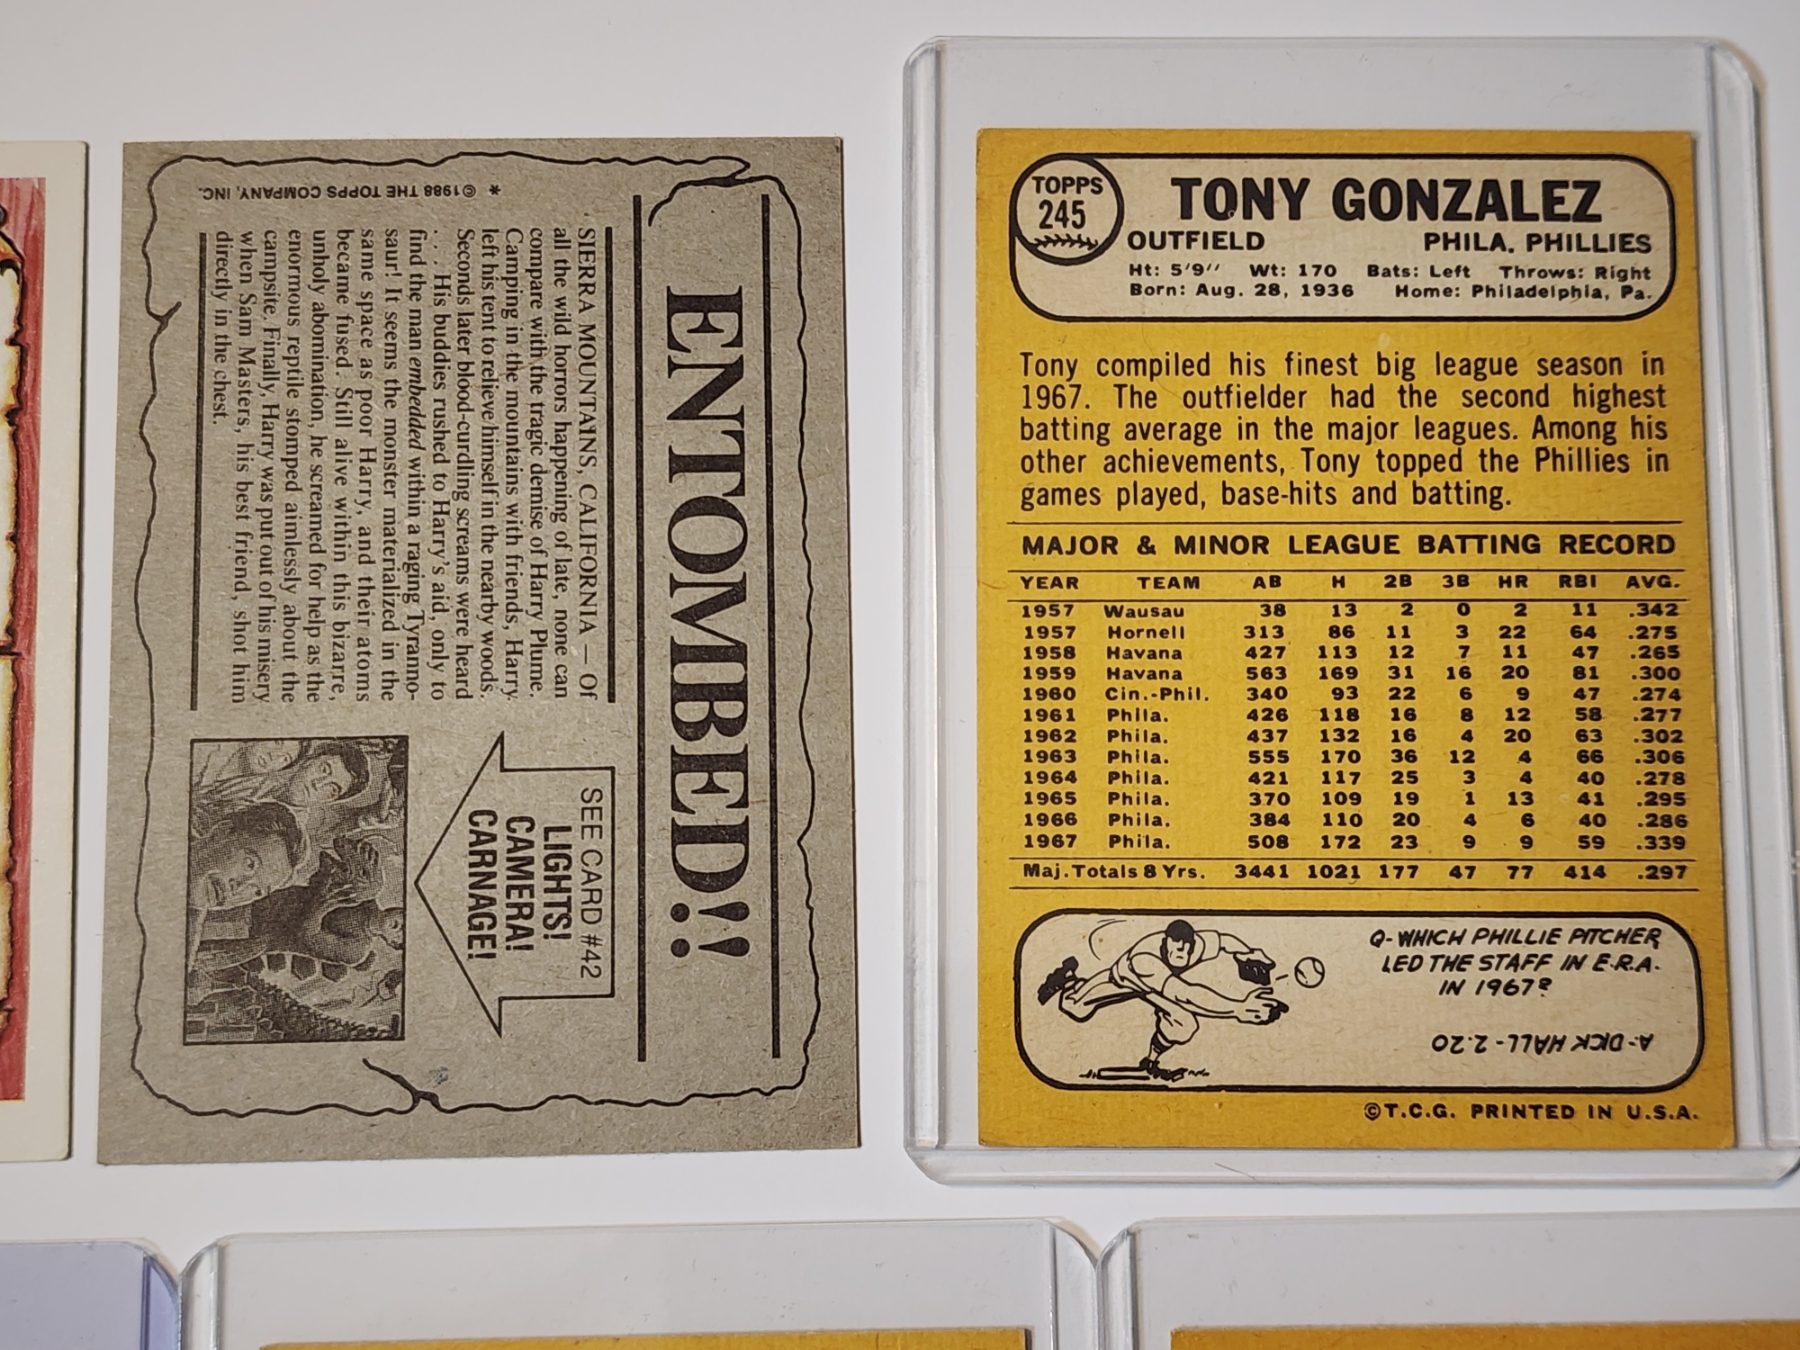 ENTOMBED!!
SIERRA MOUNTAINS, CALIFORNIA — Of
all the wild horrors happening of late, none can
compare with the tragic demise of Harry Plume.
Camping in the mountains with friends, Harry
left his tent to relieve himself in the nearby woods.
Seconds later blood-curdling screams were heard
. . . His buddies rushed to Harry's aid, only to
find the man embedded within a raging Tyranno-
saur! It seems the monster materialized in the
same space as poor Harry, and their atoms
became fused. Still alive within this bizarre,
unholy abomination, he screamed for help as the
enormous reptile stomped aimlessly about the
campsite. Finally, Harry was put out of his misery
when Sam Masters, his best friend, shot him
directly in the chest.
SEE CARD #42
LIGHTS!
CAMERA!
CARNAGE!
* ©1988 THE TOPPS COMPANY, INC.
TOPPS
245
TONY GONZALEZ
OUTFIELD PHILA. PHILLIES
Ht: 5'9" Wt: 170 Bats: Left Throws: Right
Born: Aug. 28, 1936 Home: Philadelphia, Pa.
Tony compiled his finest big league season in
1967. The outfielder had the second highest
batting average in the major leagues. Among his
other achievements, Tony topped the Phillies in
games played, base-hits and batting.
MAJOR & MINOR LEAGUE BATTING RECORD
YEAR TEAM AB H 2B 3B HR RBI AVG.
1957 Wausau 38 13 2 0 2 11 .342
1957 Hornell 313 86 11 3 22 64 .275
1958 Havana 427 113 12 7 11 47 .265
1959 Havana 563 169 31 16 20 81 .300
1960 Cin.-Phil. 340 93 22 6 9 47 .274
1961 Phila. 426 118 16 8 12 58 .277
1962 Phila. 437 132 16 4 20 63 .302
1963 Phila. 555 170 36 12 4 66 .306
1964 Phila. 421 117 25 3 4 40 .278
1965 Phila. 370 109 19 1 13 41 .295
1966 Phila. 384 110 20 4 6 40 .286
1967 Phila. 508 172 23 9 9 59 .339
Maj. Totals 8 Yrs. 3441 1021 177 47 77 414 .297
Q-WHICH PHILLIE PITCHER
LED THE STAFF IN E.R.A.
IN 1967?
A-DICK HALL-2.20
©T.C.G. PRINTED IN U.S.A.